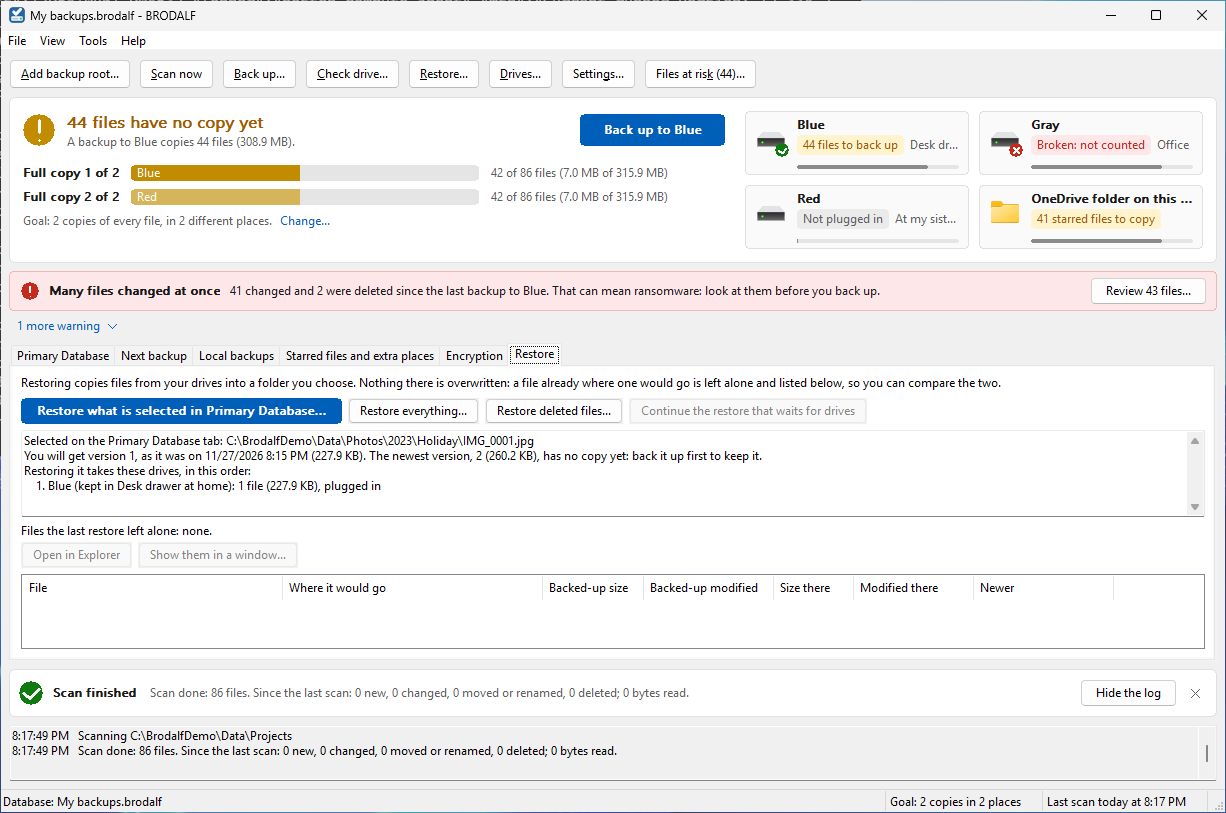 My backups.brodalf - BRODALF
File View Tools Help
Add backup root... Scan now Back up... Check drive... Restore... Drives... Settings... Files at risk (44)...
44 files have no copy yet
A backup to Blue copies 44 files (308.9 MB).
Back up to Blue
Full copy 1 of 2 Blue 42 of 86 files (7.0 MB of 315.9 MB)
Full copy 2 of 2 Red 42 of 86 files (7.0 MB of 315.9 MB)
Goal: 2 copies of every file, in 2 different places. Change...
Blue
44 files to back up Desk dr...
Gray
Broken: not counted Office
Red
Not plugged in At my sist...
OneDrive folder on this ...
41 starred files to copy
Many files changed at once 41 changed and 2 were deleted since the last backup to Blue. That can mean ransomware: look at them before you back up. Review 43 files...
1 more warning
Primary Database Next backup Local backups Starred files and extra places Encryption Restore
Restoring copies files from your drives into a folder you choose. Nothing there is overwritten: a file already where one would go is left alone and listed below, so you can compare the two.
Restore what is selected in Primary Database... Restore everything... Restore deleted files... Continue the restore that waits for drives
Selected on the Primary Database tab: C:\BrodalfDemo\Data\Photos\2023\Holiday\IMG_0001.jpg
You will get version 1, as it was on 11/27/2026 8:15 PM (227.9 KB). The newest version, 2 (260.2 KB), has no copy yet: back it up first to keep it.
Restoring it takes these drives, in this order:
1. Blue (kept in Desk drawer at home): 1 file (227.9 KB), plugged in
Files the last restore left alone: none.
Open in Explorer Show them in a window...
File Where it would go Backed-up size Backed-up modified Size there Modified there Newer
Scan finished Scan done: 86 files. Since the last scan: 0 new, 0 changed, 0 moved or renamed, 0 deleted; 0 bytes read. Hide the log
8:17:49 PM Scanning C:\BrodalfDemo\Data\Projects
8:17:49 PM Scan done: 86 files. Since the last scan: 0 new, 0 changed, 0 moved or renamed, 0 deleted; 0 bytes read.
Database: My backups.brodalf Goal: 2 copies in 2 places Last scan today at 8:17 PM